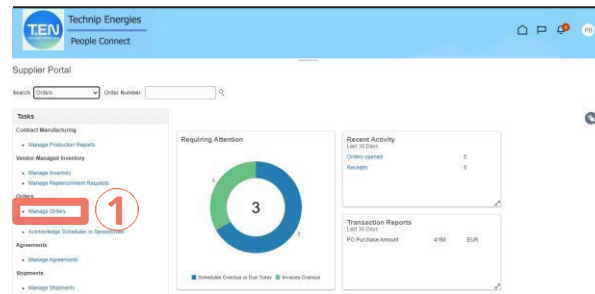 T.EN
Technip Energies
People Connect
2
PB
Supplier Portal
Search Orders Order Number
Tasks
Contract Manufacturing
Manage Production Reports
Vendor-Managed Inventory
Manage Inventory
Manage Replenishment Requests
Orders
Manage Orders
1
Acknowledge Schedules in Spreadsheet
Agreements
Manage Agreements
Shipments
Manage Shipments
Requiring Attention
1
3
2
Schedules Overdue or Due Today Invoices Overdue
Recent Activity
Last 30 Days
Orders opened 5
Receipts 5
Transaction Reports
Last 30 Days
PO Purchase Amount 4160 EUR